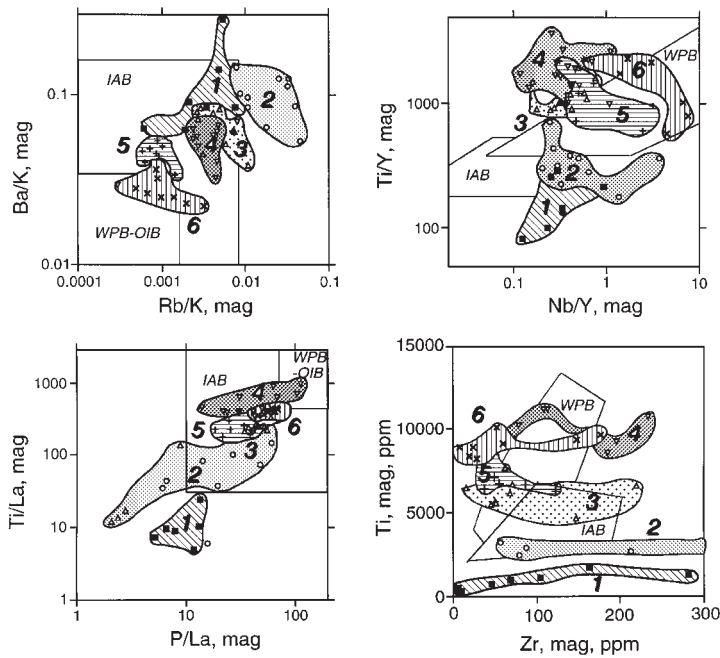 IAB
1
2
0.1
5
4
3
6
WPB-OIB
0.01
0.0001 0.001 0.01 0.1
Rb/K, mag
Ba/K, mag
4
6
WPB
1000
3
5
IAB
2
1
100
0.1 1 10
Nb/Y, mag
Ti/Y, mag
WPB
-OIB
IAB
4
1000
5
6
3
100
2
1
10
1
1 10 100
P/La, mag
Ti/La, mag
15000
WPB
6
4
10000
5
3
5000
IAB
2
1
0
0 100 200 300
Zr, mag, ppm
Ti, mag, ppm